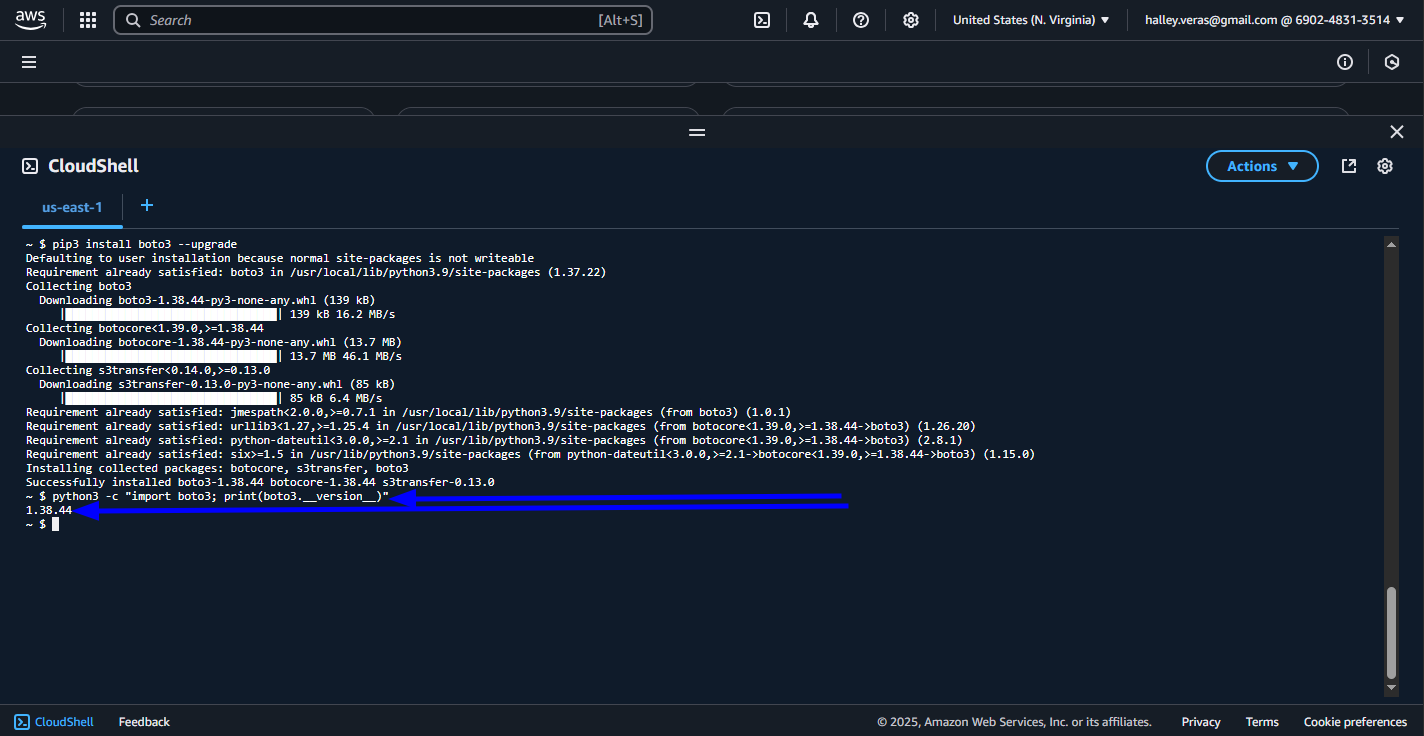 aws
Search [Alt+S]
United States (N. Virginia)
halley.veras@gmail.com @ 6902-4831-3514
CloudShell
Actions
us-east-1
+
~ $ pip3 install boto3 --upgrade
Defaulting to user installation because normal site-packages is not writeable
Requirement already satisfied: boto3 in /usr/local/lib/python3.9/site-packages (1.37.22)
Collecting boto3
  Downloading boto3-1.38.44-py3-none-any.whl (139 kB)
     |████████████████████████████████| 139 kB 16.2 MB/s
Collecting botocore<1.39.0,>=1.38.44
  Downloading botocore-1.38.44-py3-none-any.whl (13.7 MB)
     |████████████████████████████████| 13.7 MB 46.1 MB/s
Collecting s3transfer<0.14.0,>=0.13.0
  Downloading s3transfer-0.13.0-py3-none-any.whl (85 kB)
     |████████████████████████████████| 85 kB 6.4 MB/s
Requirement already satisfied: jmespath<2.0.0,>=0.7.1 in /usr/local/lib/python3.9/site-packages (from boto3) (1.0.1)
Requirement already satisfied: urllib3<1.27,>=1.25.4 in /usr/local/lib/python3.9/site-packages (from botocore<1.39.0,>=1.38.44->boto3) (1.26.20)
Requirement already satisfied: python-dateutil<3.0.0,>=2.1 in /usr/lib/python3.9/site-packages (from botocore<1.39.0,>=1.38.44->boto3) (2.8.1)
Requirement already satisfied: six>=1.5 in /usr/lib/python3.9/site-packages (from python-dateutil<3.0.0,>=2.1->botocore<1.39.0,>=1.38.44->boto3) (1.15.0)
Installing collected packages: botocore, s3transfer, boto3
Successfully installed boto3-1.38.44 botocore-1.38.44 s3transfer-0.13.0
~ $ python3 -c "import boto3; print(boto3.__version__)"
1.38.44
~ $
CloudShell Feedback © 2025, Amazon Web Services, Inc. or its affiliates. Privacy Terms Cookie preferences